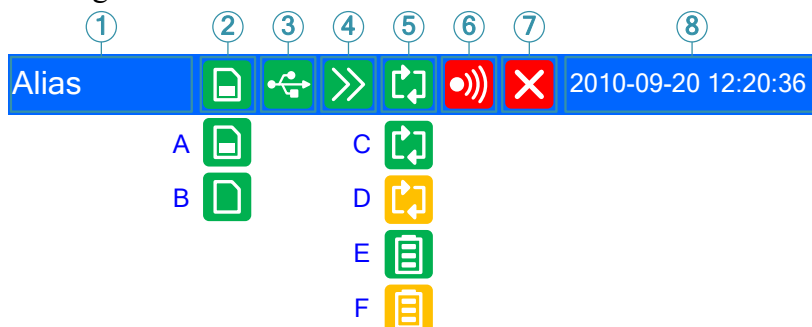 ① ② ③ ④ ⑤ ⑥ ⑦ ⑧
Alias 2010-09-20 12:20:36
A C
B D
E
F